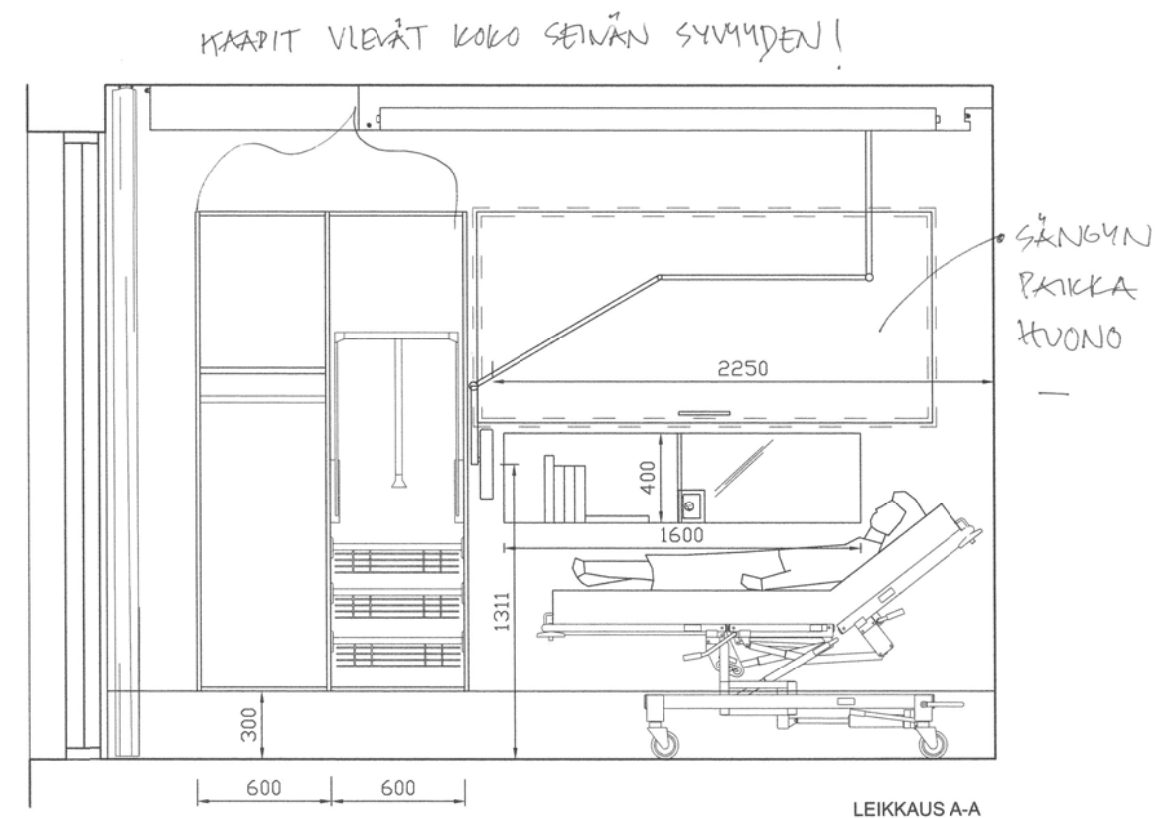 KAAPIT VIEVÄT KOKO SEINÄN SYVYYDEN!
SÄNGYN
PAIKKA
HUONO
2250
400
1600
1311
300
600 600
LEIKKAUS A-A